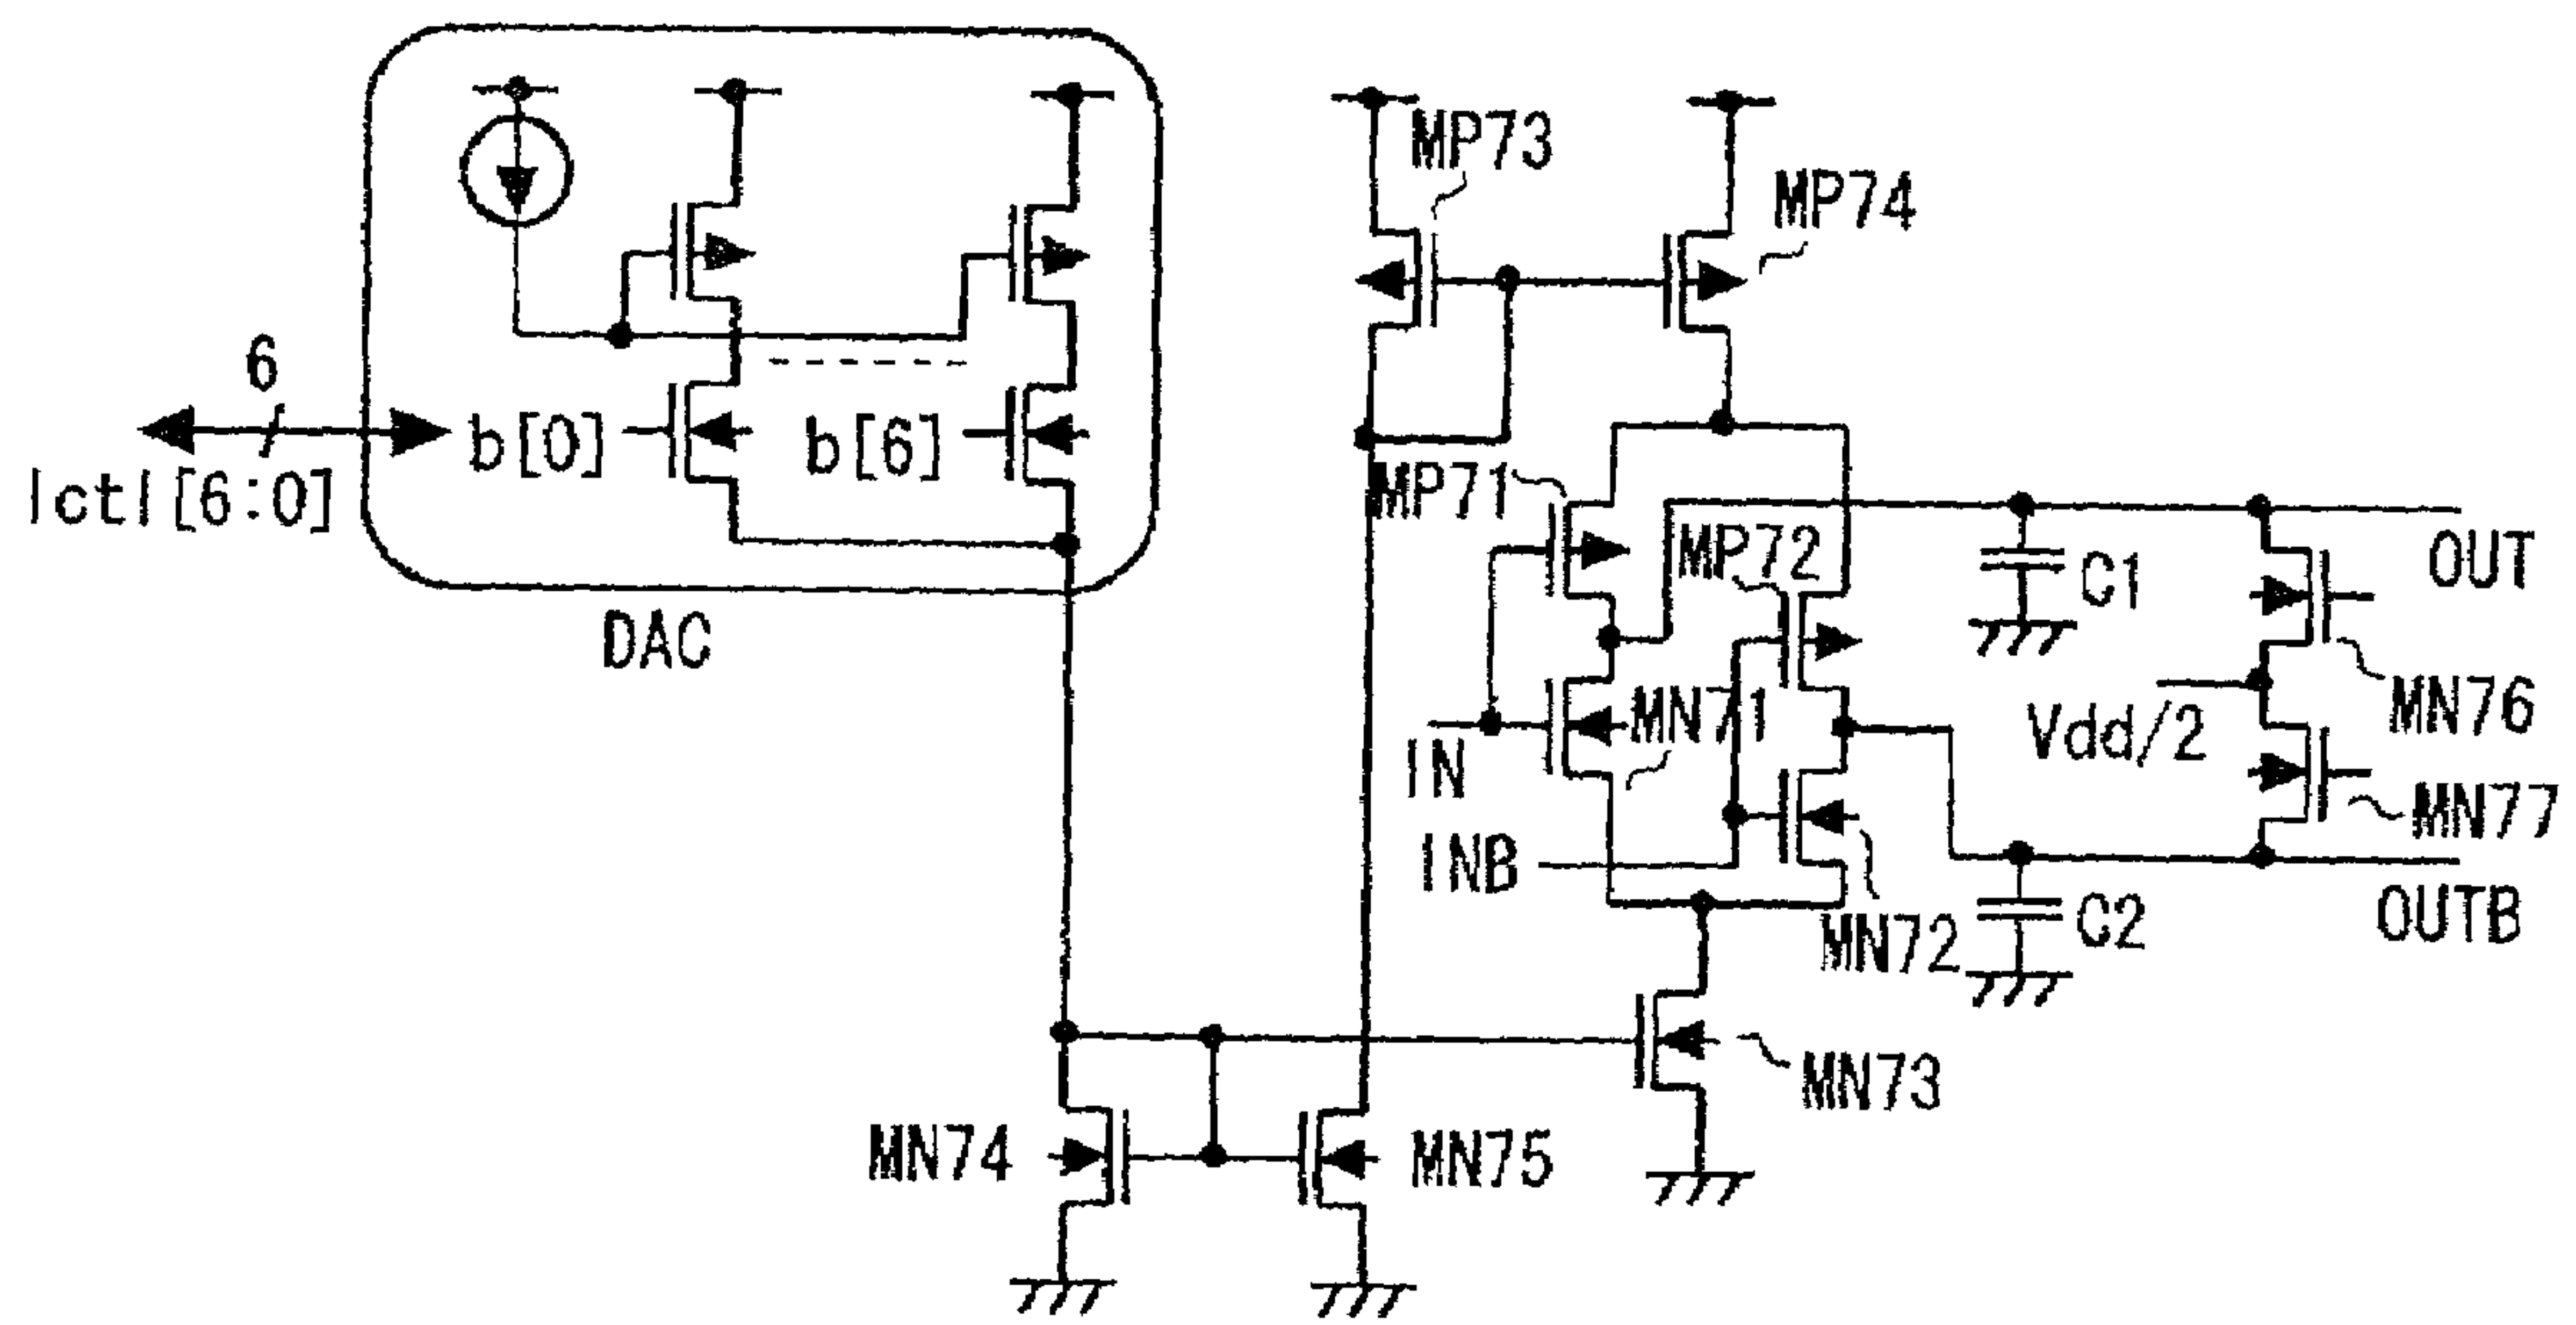 MP73
MP74
6
b[0]
b[6]
Ictl[6:0]
MP71
MP72
C1
OUT
DAC
MN71
MN76
IN
Vdd/2
MN77
INB
C2
OUTB
MN72
MN73
MN74
MN75